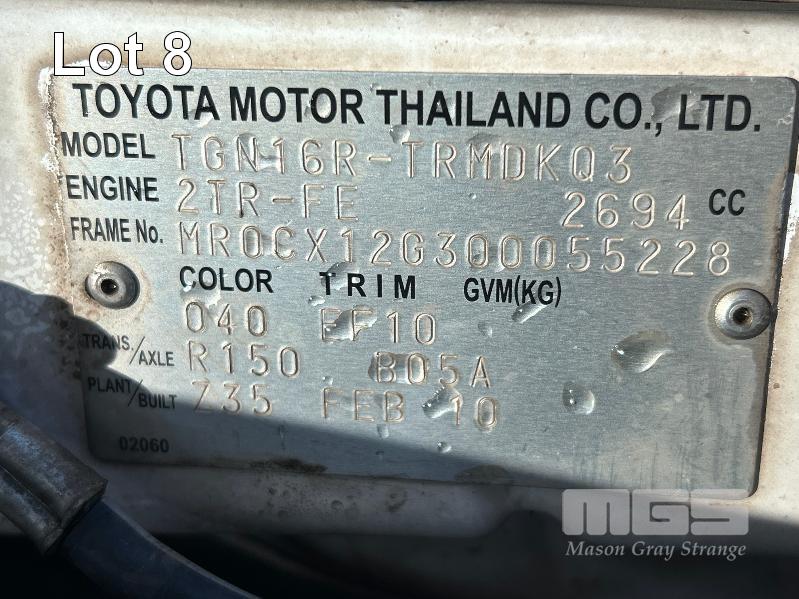 Lot 8
TOYOTA MOTOR THAILAND CO., LTD.
MODEL TGN16R-TRMDKQ3
ENGINE 2TR-FE 2694 CC
FRAME No. MR0CX12G300055228
COLOR TRIM GVM(KG)
040 EF10
TRANS./AXLE R150 B05A
PLANT/BUILT Z35 FEB 10
02060
MGS
Mason Gray Strange